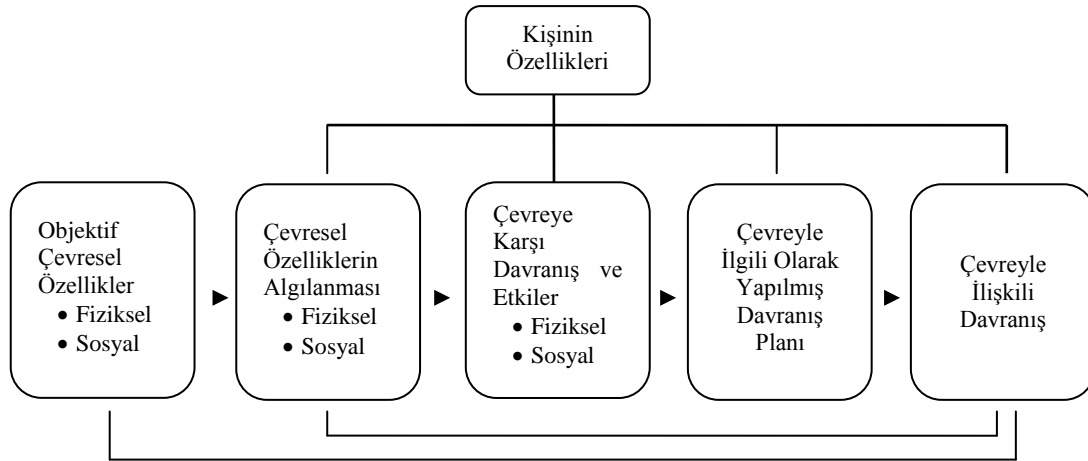 Kişinin
Özellikleri
Objektif
Çevresel
Özellikler
• Fiziksel
• Sosyal
Çevresel
Özelliklerin
Algılanması
• Fiziksel
• Sosyal
Çevreye
Karşı
Davranış ve
Etkiler
• Fiziksel
• Sosyal
Çevreyle
İlgili Olarak
Yapılmış
Davranış
Planı
Çevreyle
İlişkili
Davranış